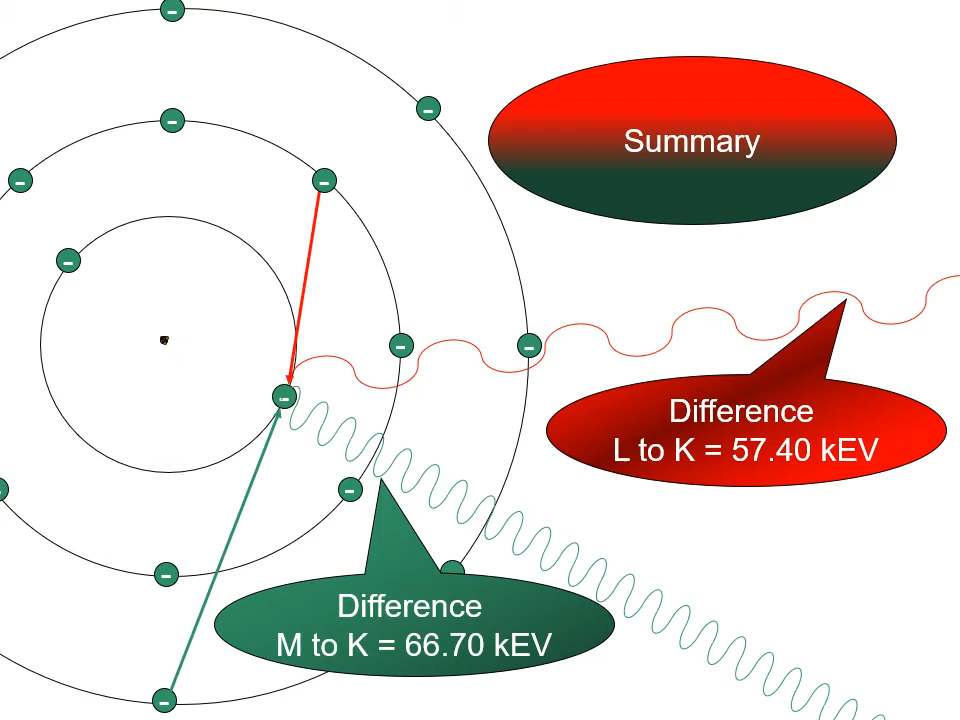 Summary
Difference
L to K = 57.40 kEV
Difference
M to K = 66.70 kEV